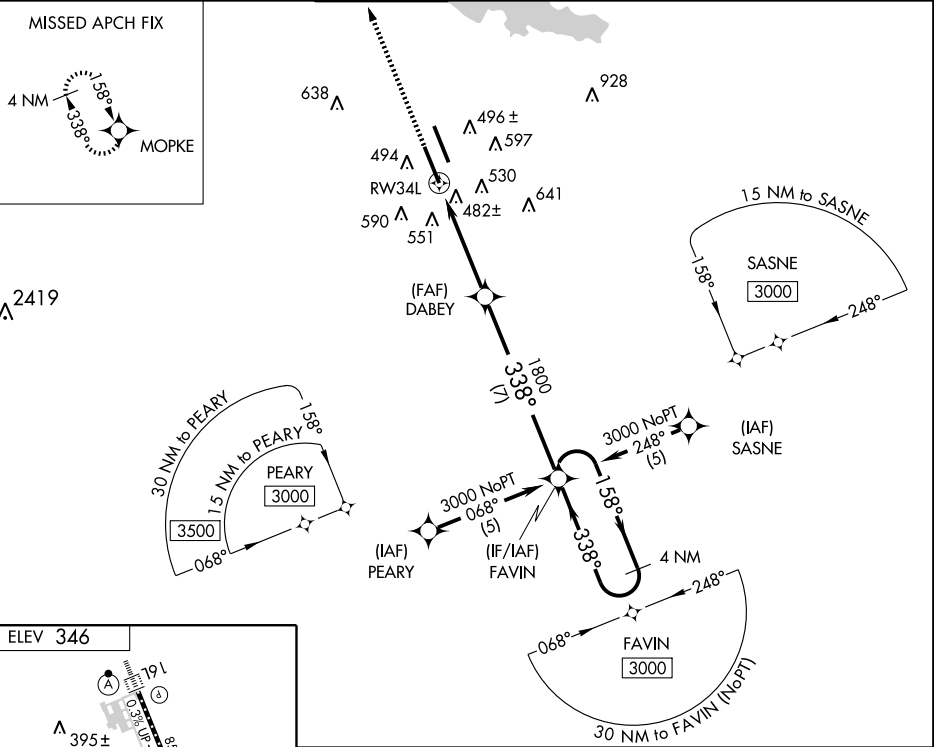 MISSED APCH FIX
4 NM
158°
338°
MOPKE
638
928
496 ±
597
494
RW34L
530
641
482±
590
551
2419
(FAF)
DABEY
15 NM to SASNE
SASNE
3000
158°
248°
1800
338°
(7)
30 NM to PEARY
15 NM to PEARY
158°
PEARY
3000
3500
068°
3000 NoPT
248°
(5)
(IAF)
SASNE
3000 NoPT
068°
(5)
(IAF)
PEARY
(IF/IAF)
FAVIN
158°
338°
4 NM
248°
068°
FAVIN
3000
30 NM to FAVIN (NoPT)
ELEV 346
A
16L
P
0.3% UP
395±